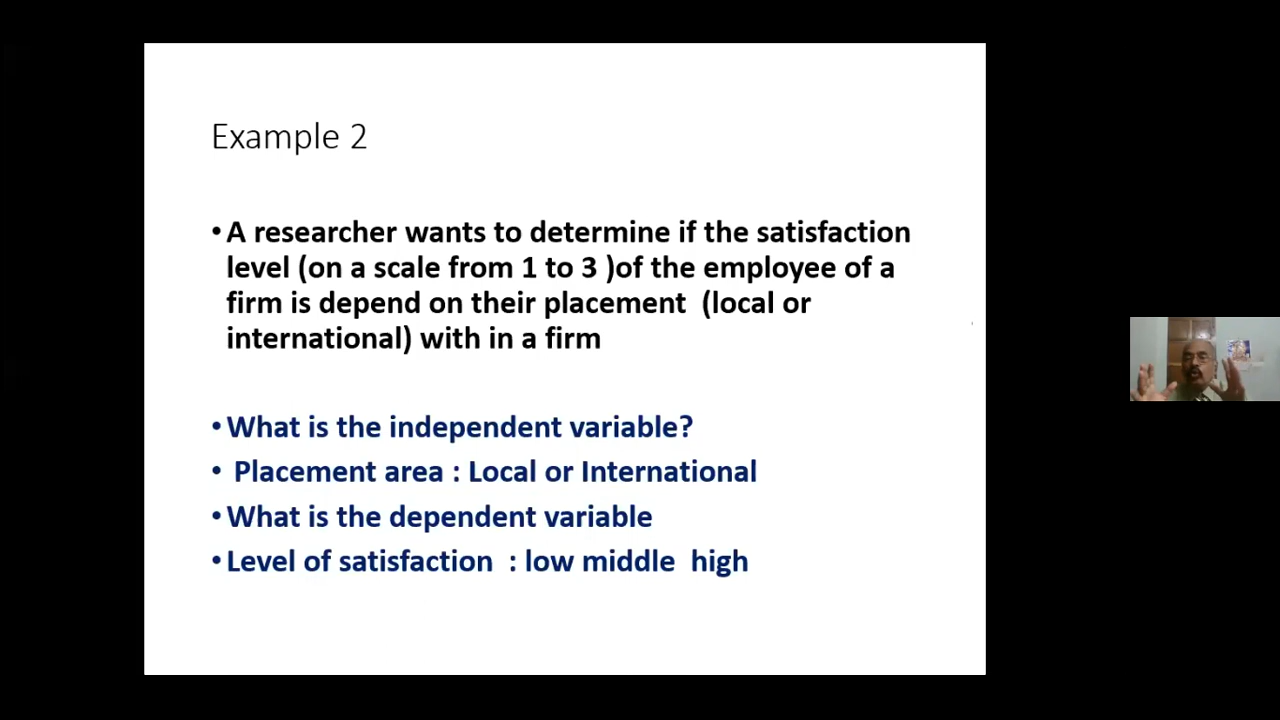 Example 2
•A researcher wants to determine if the satisfaction
level (on a scale from 1 to 3 )of the employee of a
firm is depend on their placement (local or
international) with in a firm
•What is the independent variable?
• Placement area : Local or International
•What is the dependent variable
•Level of satisfaction : low middle high